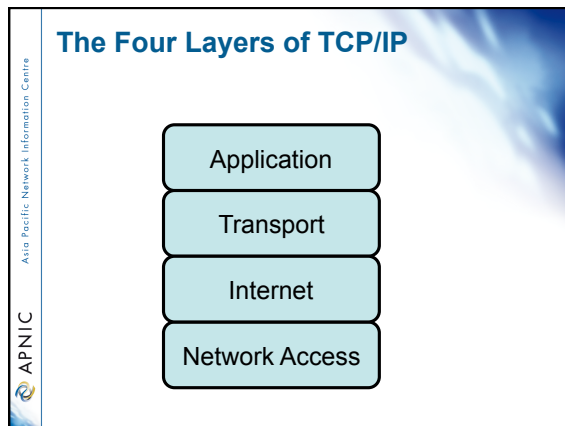 The Four Layers of TCP/IP
Application
Transport
Internet
Network Access
Asia Pacific Network Information Centre
APNIC